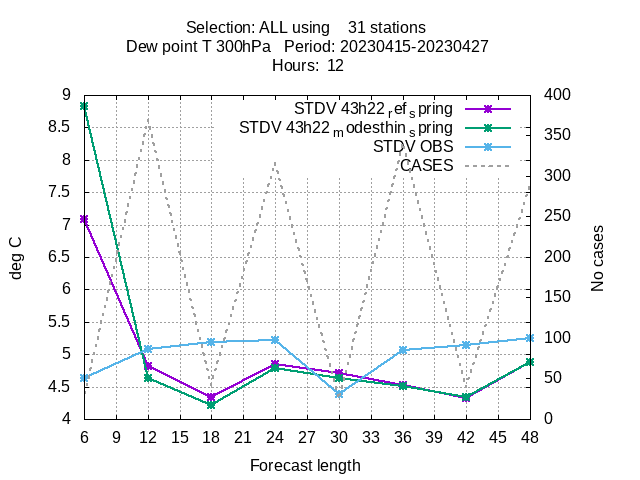 Selection: ALL using    31 stations
Dew point T 300hPa   Period: 20230415-20230427
Hours:  12
STDV 43h22 ref spring
STDV 43h22 modesthin spring
STDV OBS
CASES
deg C
No cases
9
8.5
8
7.5
7
6.5
6
5.5
5
4.5
4
400
350
300
250
200
150
100
50
0
6 9 12 15 18 21 24 27 30 33 36 39 42 45 48
Forecast length